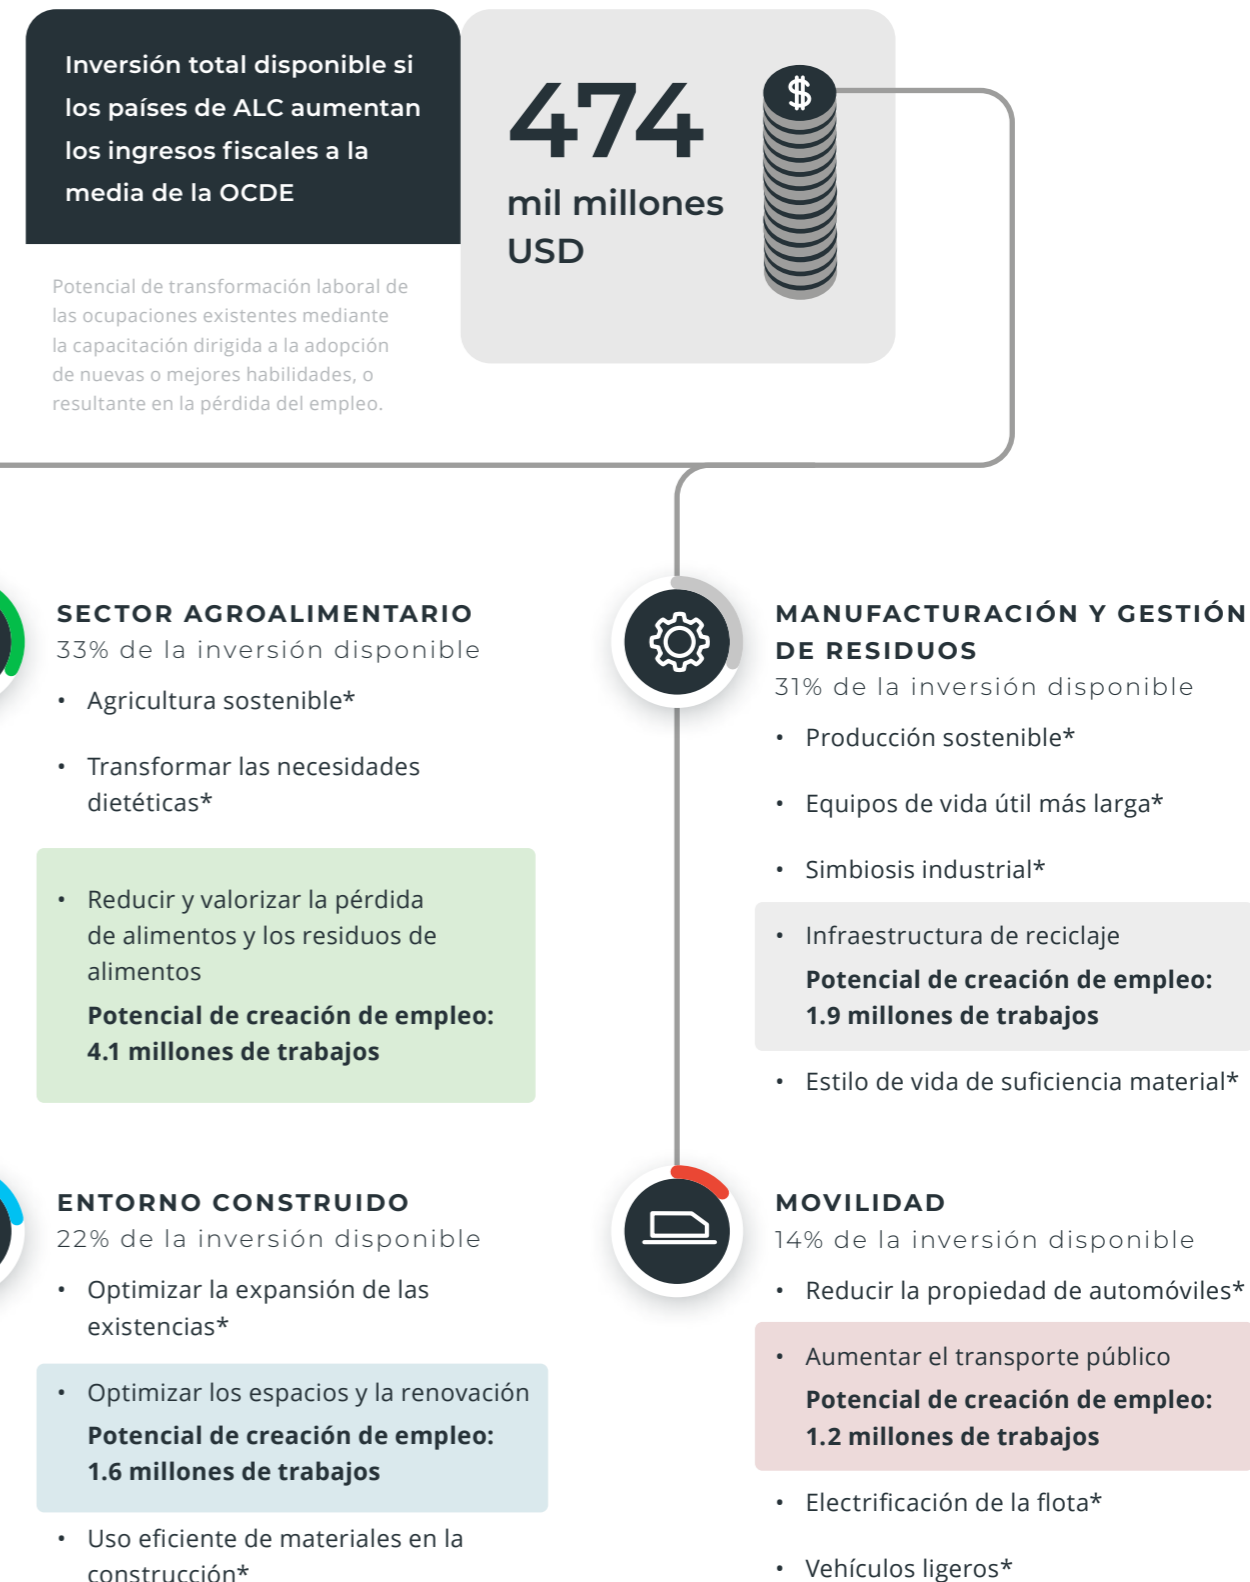 Inversión total disponible si
los países de ALC aumentan
los ingresos fiscales a la
media de la OCDE
474
mil millones
USD
$
Potencial de transformación laboral de
las ocupaciones existentes mediante
la capacitación dirigida a la adopción
de nuevas o mejores habilidades, o
resultante en la pérdida del empleo.
SECTOR AGROALIMENTARIO
33% de la inversión disponible
• Agricultura sostenible*
• Transformar las necesidades
dietéticas*
• Reducir y valorizar la pérdida
de alimentos y los residuos de
alimentos
Potencial de creación de empleo:
4.1 millones de trabajos
MANUFACTURACIÓN Y GESTIÓN
DE RESIDUOS
31% de la inversión disponible
• Producción sostenible*
• Equipos de vida útil más larga*
• Simbiosis industrial*
• Infraestructura de reciclaje
Potencial de creación de empleo:
1.9 millones de trabajos
• Estilo de vida de suficiencia material*
ENTORNO CONSTRUIDO
22% de la inversión disponible
• Optimizar la expansión de las
existencias*
• Optimizar los espacios y la renovación
Potencial de creación de empleo:
1.6 millones de trabajos
• Uso eficiente de materiales en la
construcción*
MOVILIDAD
14% de la inversión disponible
• Reducir la propiedad de automóviles*
• Aumentar el transporte público
Potencial de creación de empleo:
1.2 millones de trabajos
• Electrificación de la flota*
• Vehículos ligeros*